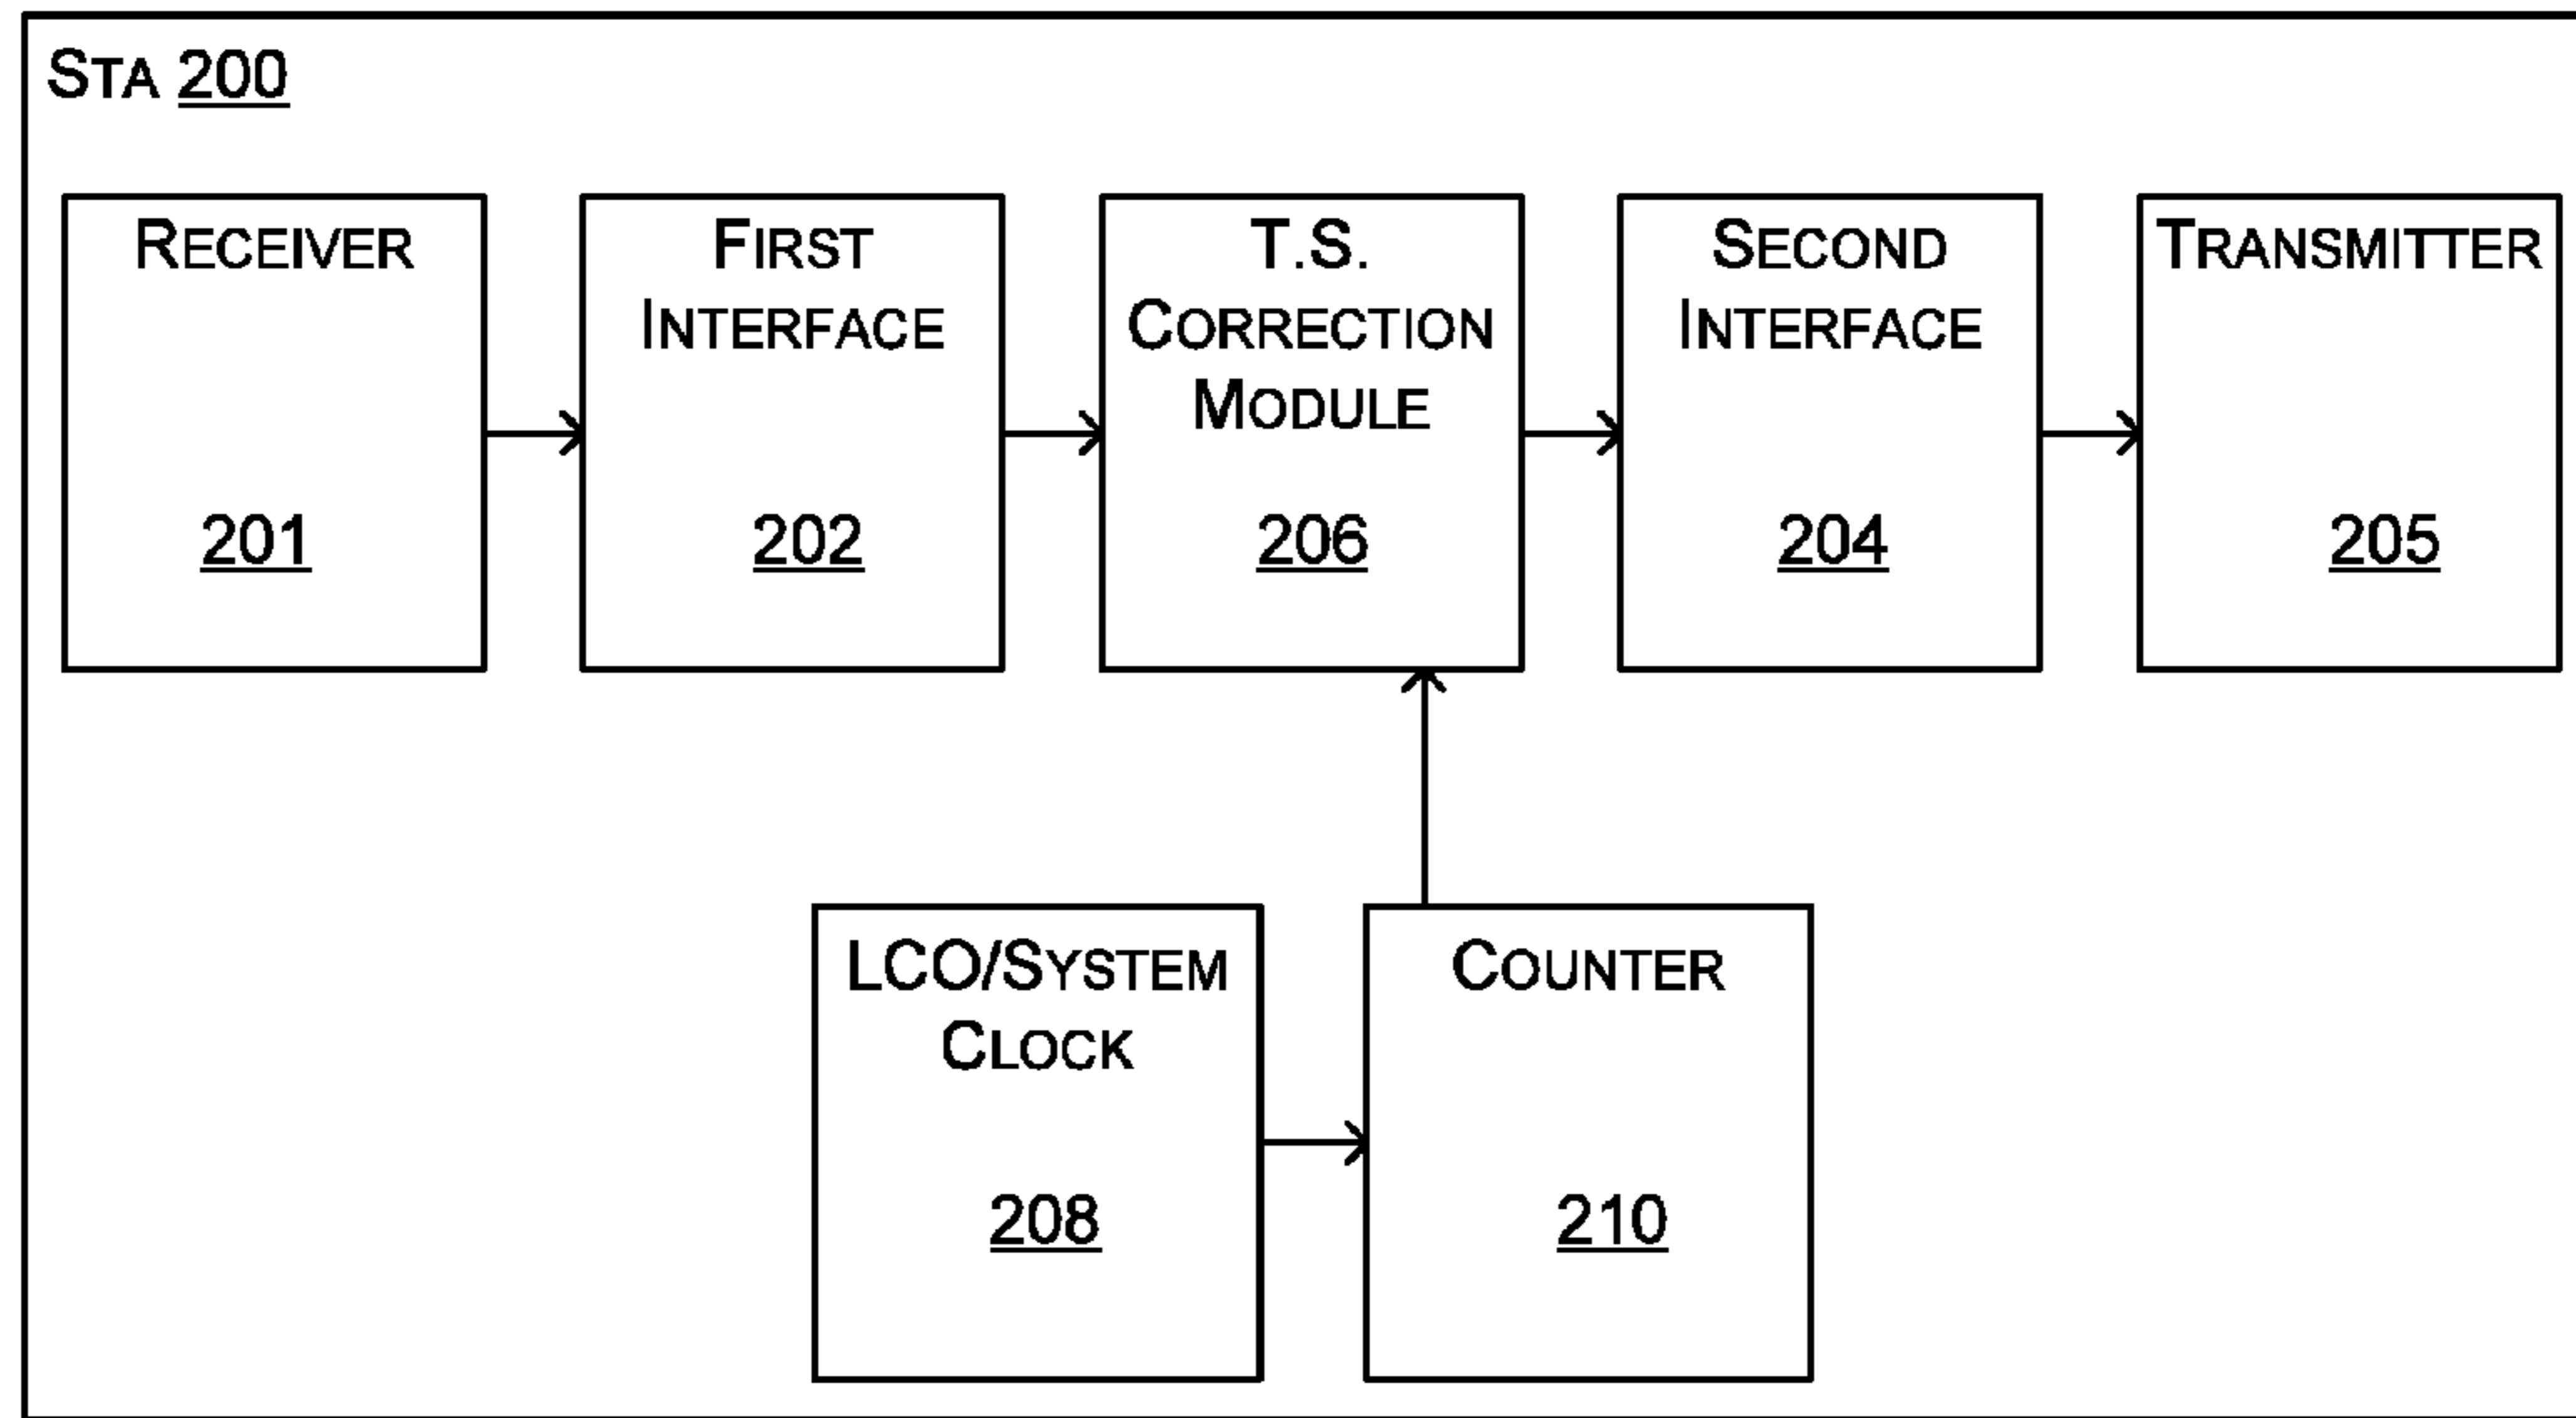 STA 200
RECEIVER
201
FIRST
INTERFACE
202
T.S.
CORRECTION
MODULE
206
SECOND
INTERFACE
204
TRANSMITTER
205
LCO/SYSTEM
CLOCK
208
COUNTER
210